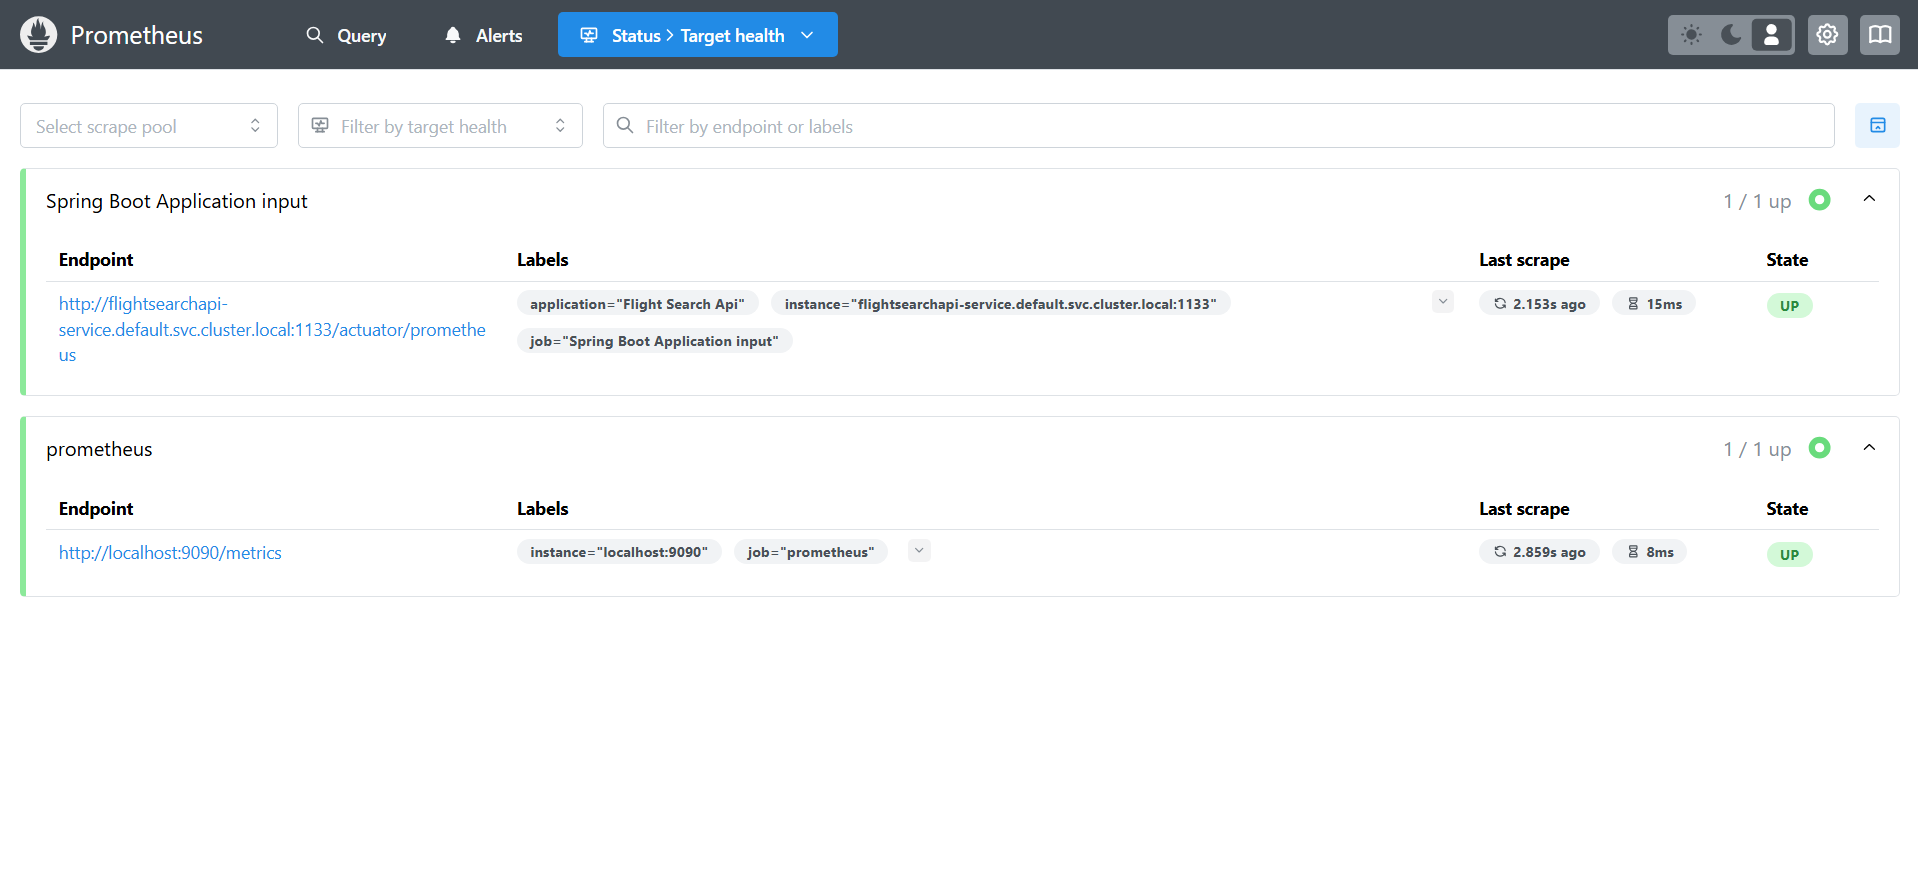 Prometheus
Query
Alerts
Status > Target health
Select scrape pool
Filter by target health
Filter by endpoint or labels
Spring Boot Application input
1 / 1 up
Endpoint Labels Last scrape State
http://flightsearchapi-
service.default.svc.cluster.local:1133/actuator/promethe
us
application="Flight Search Api" instance="flightsearchapi-service.default.svc.cluster.local:1133"
job="Spring Boot Application input"
2.153s ago 15ms UP
prometheus
1 / 1 up
Endpoint Labels Last scrape State
http://localhost:9090/metrics instance="localhost:9090" job="prometheus" 2.859s ago 8ms UP